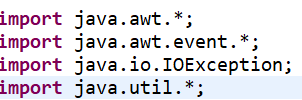 import java.awt.*;
import java.awt.event.*;
import java.io.IOException;
import java.util.*;